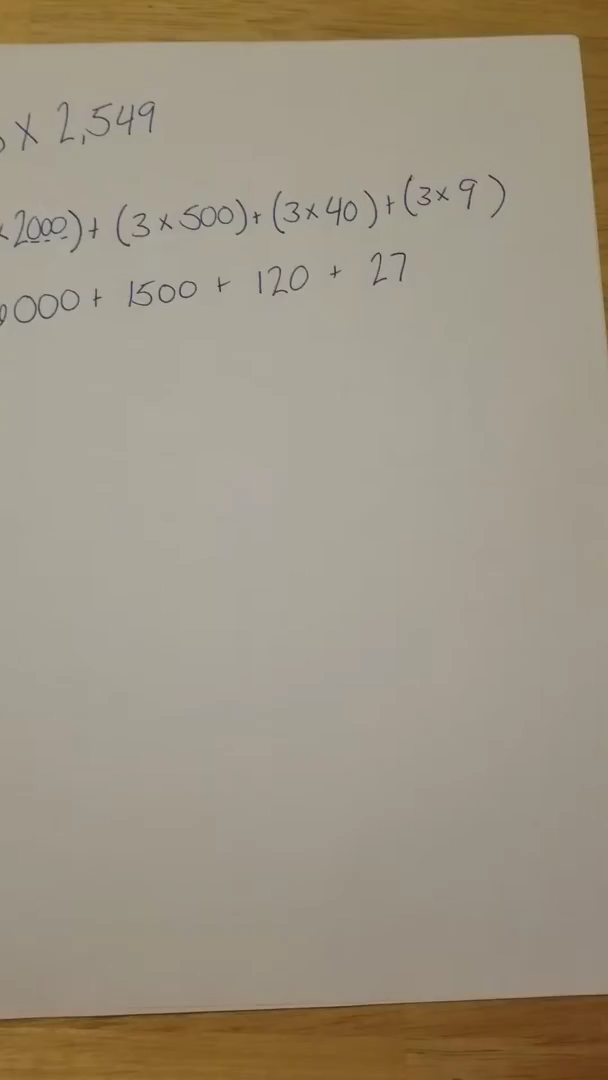 x 2,549
x 2000) + (3 x 500) + (3 x 40) + (3 x 9)
000 + 1500 + 120 + 27